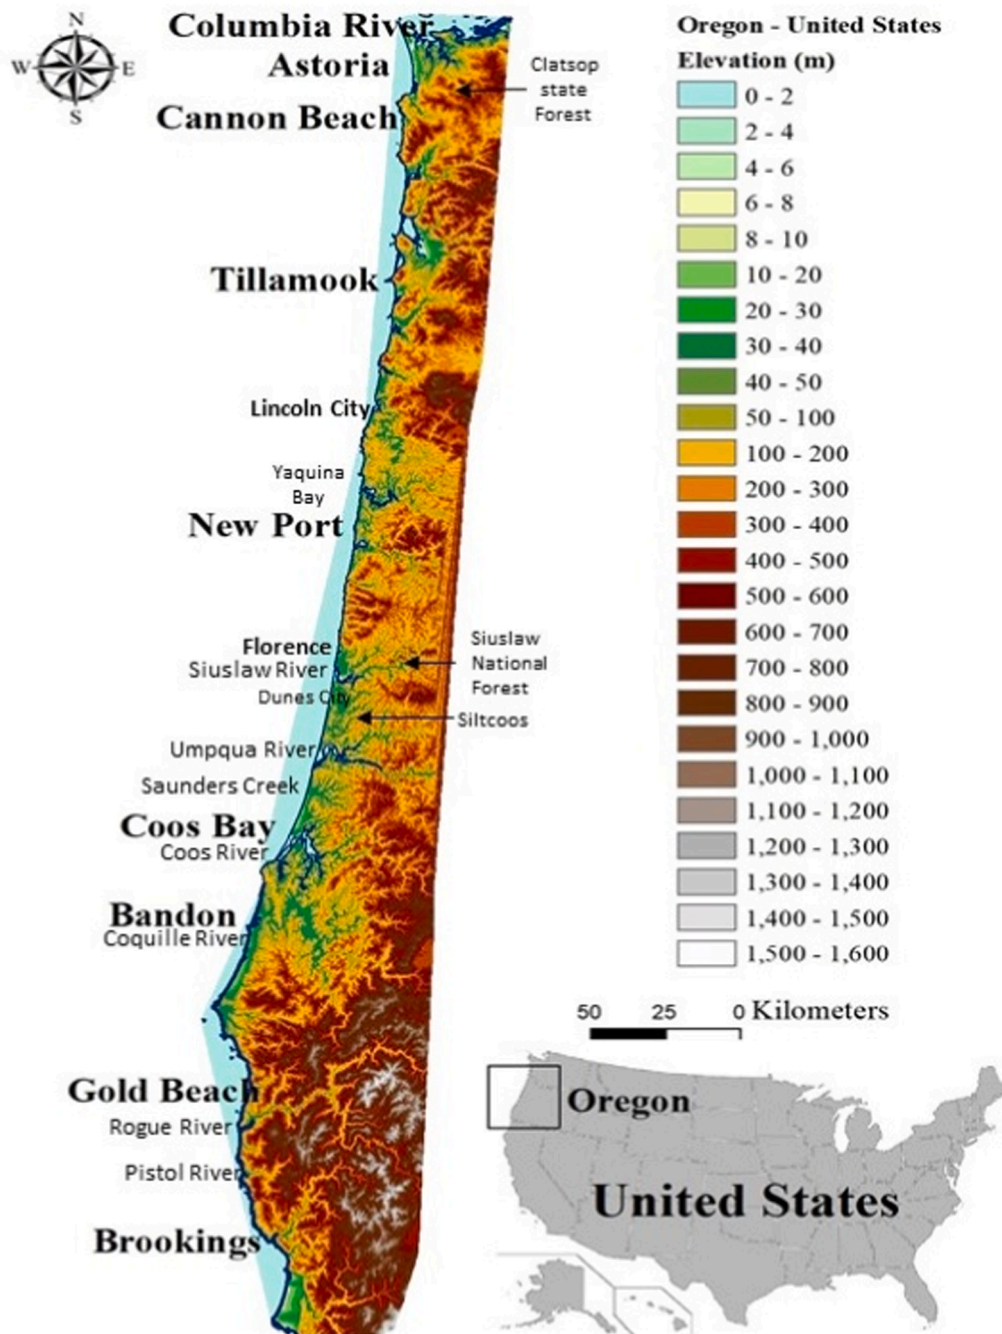 N
W E
S
Columbia River
Astoria
Clatsop
state
Forest
Cannon Beach
Tillamook
Lincoln City
Yaquina
Bay
New Port
Florence
Siuslaw River
Siuslaw
National
Forest
Dunes City
Siltcoos
Umpqua River
Saunders Creek
Coos Bay
Coos River
Bandon
Coquille River
Gold Beach
Rogue River
Pistol River
Brookings
Oregon - United States
Elevation (m)
0 - 2
2 - 4
4 - 6
6 - 8
8 - 10
10 - 20
20 - 30
30 - 40
40 - 50
50 - 100
100 - 200
200 - 300
300 - 400
400 - 500
500 - 600
600 - 700
700 - 800
800 - 900
900 - 1,000
1,000 - 1,100
1,100 - 1,200
1,200 - 1,300
1,300 - 1,400
1,400 - 1,500
1,500 - 1,600
50 25 0 Kilometers
Oregon
United States